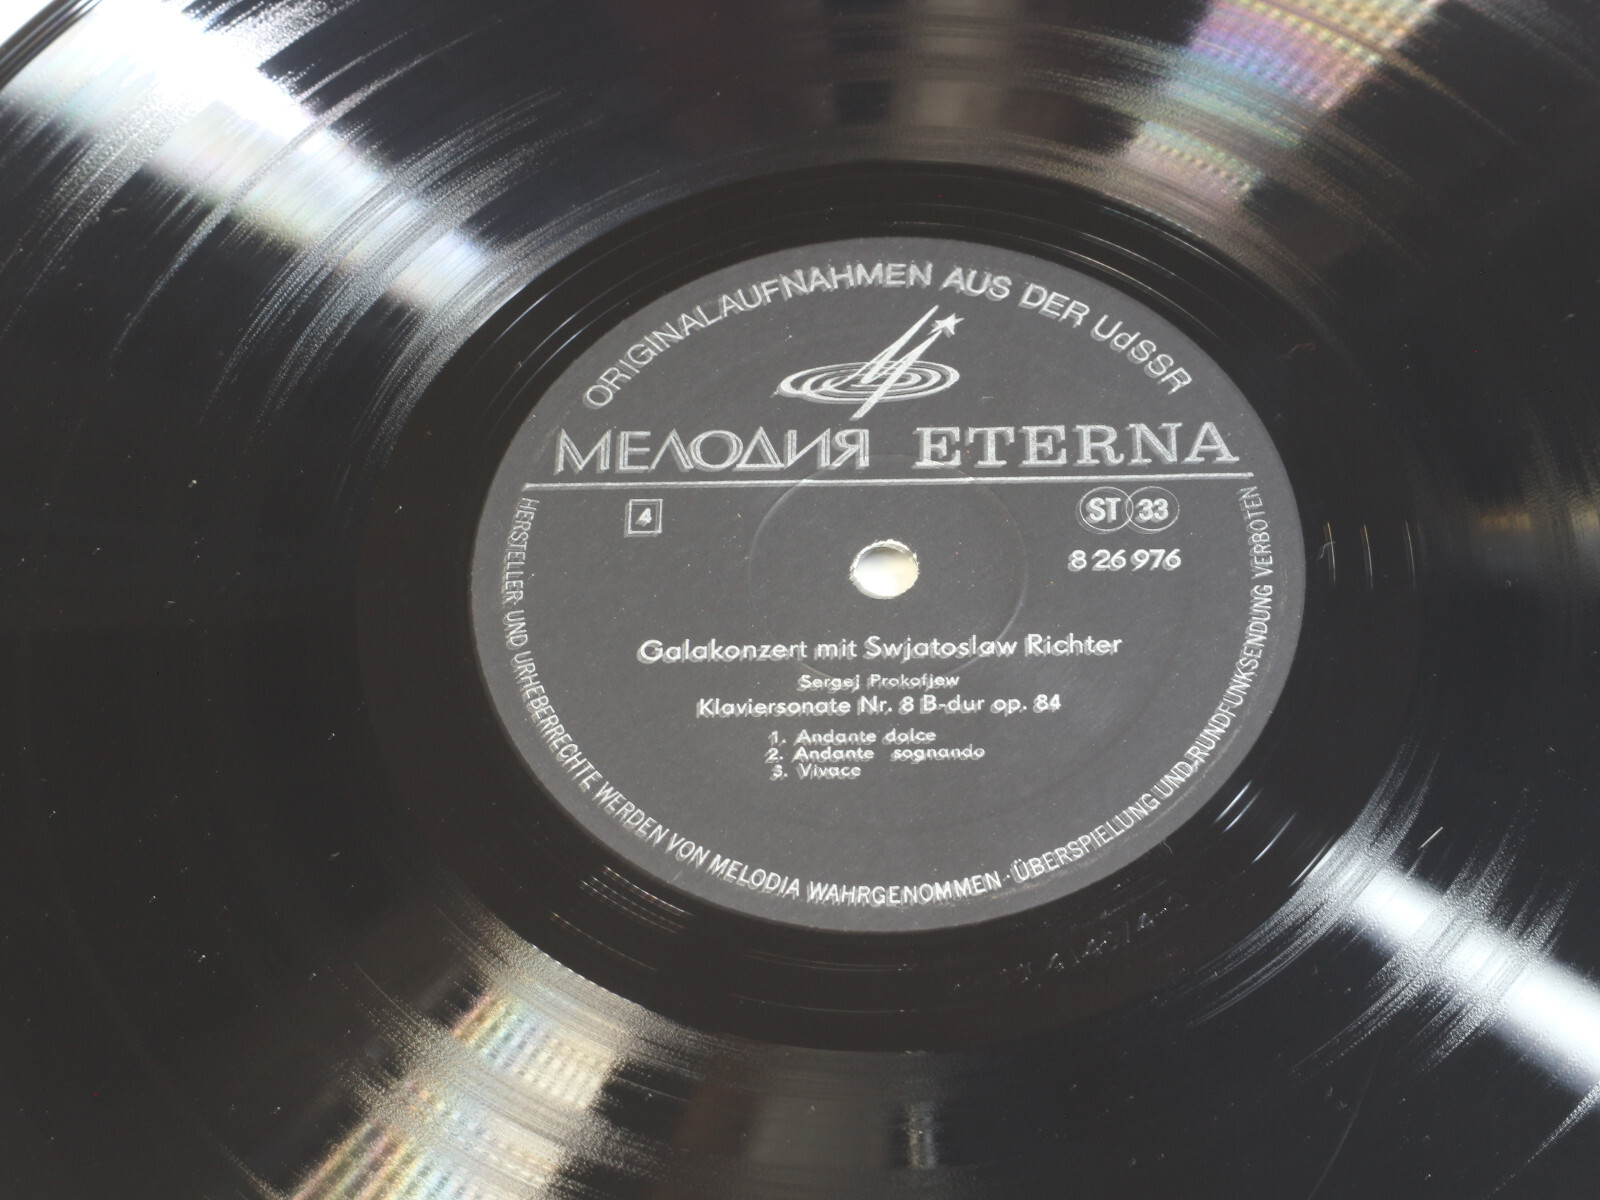 ORIGINALAUFNAHMEN AUS DER UdSSR
МЕЛОДИЯ ETERNA
4
ST 33
8 26 976
Galakonzert mit Swjatoslaw Richter
Sergej Prokofjew
Klaviersonate Nr. 8 B-dur op. 84
1. Andante dolce
2. Andante sognando
3. Vivace
HERSTELLER- UND URHEBERRECHTE WERDEN VON MELODIA WAHRGENOMMEN · ÜBERSPIELUNG UND RUNDFUNKSENDUNG VERBOTEN